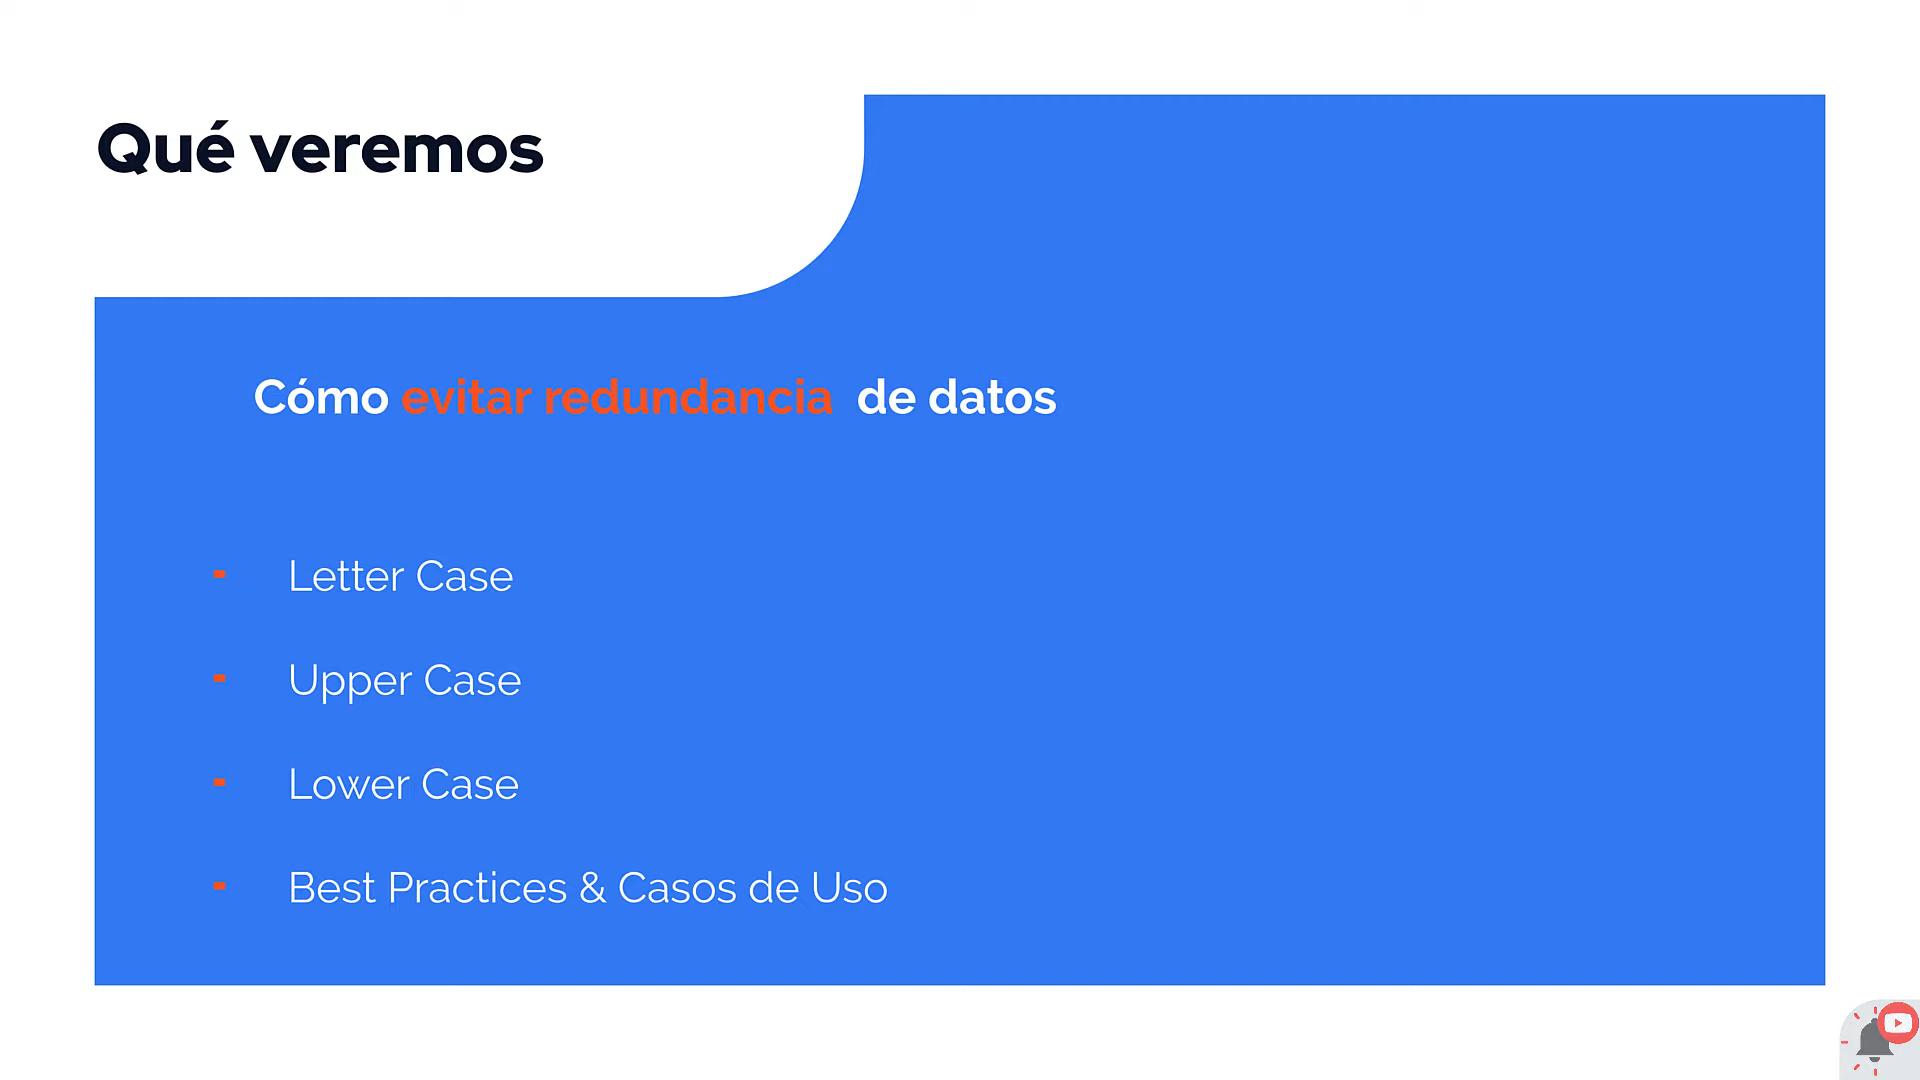 Qué veremos
Cómo evitar redundancia de datos
- Letter Case
- Upper Case
- Lower Case
- Best Practices & Casos de Uso